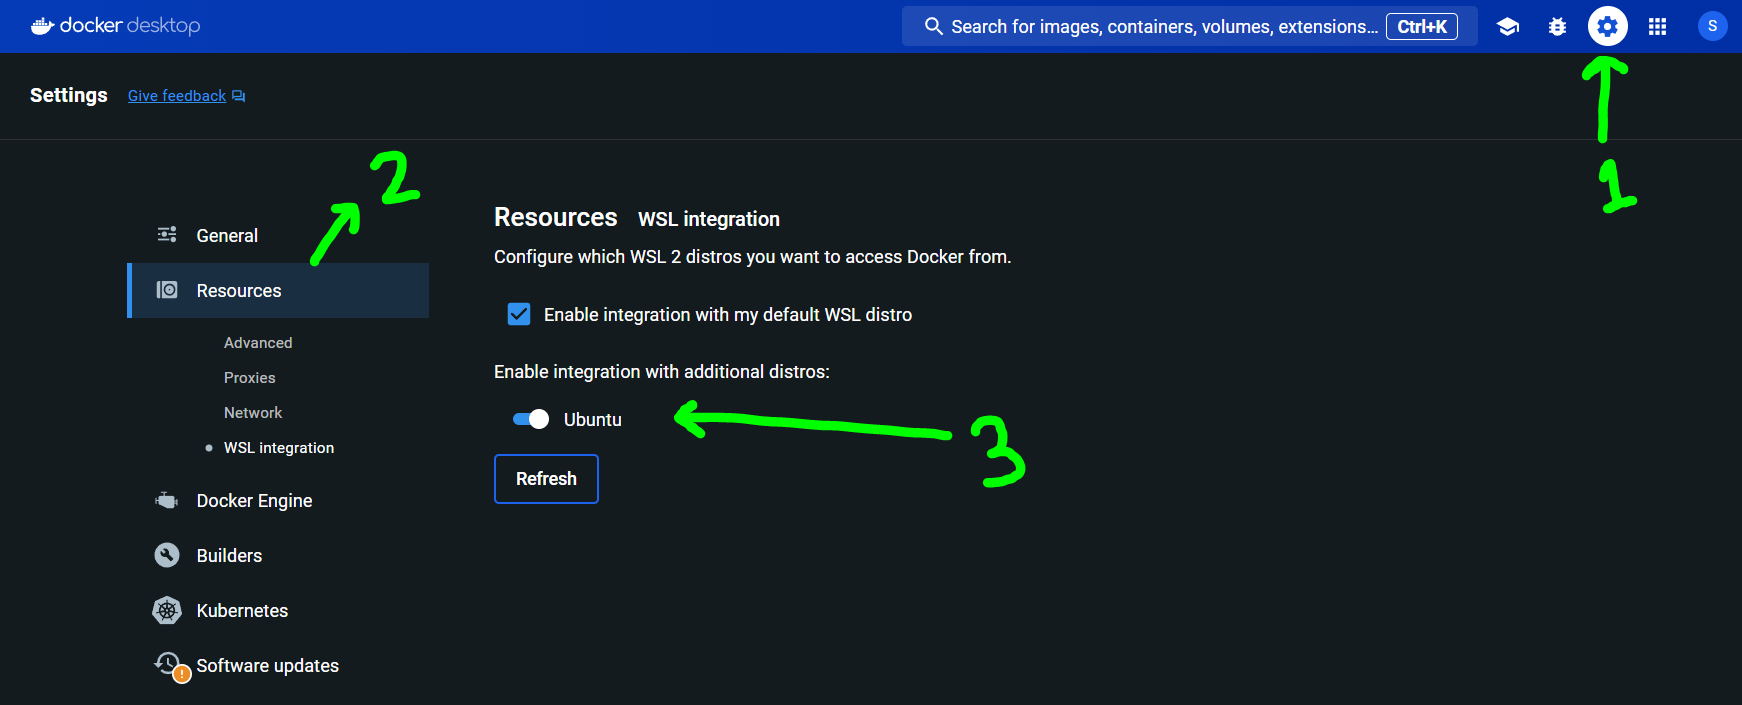 docker desktop
Search for images, containers, volumes, extensions... Ctrl+K
S
Settings Give feedback
1
2
General
Resources
Advanced
Proxies
Network
WSL integration
Docker Engine
Builders
Kubernetes
Software updates
Resources WSL integration
Configure which WSL 2 distros you want to access Docker from.
Enable integration with my default WSL distro
Enable integration with additional distros:
Ubuntu
3
Refresh